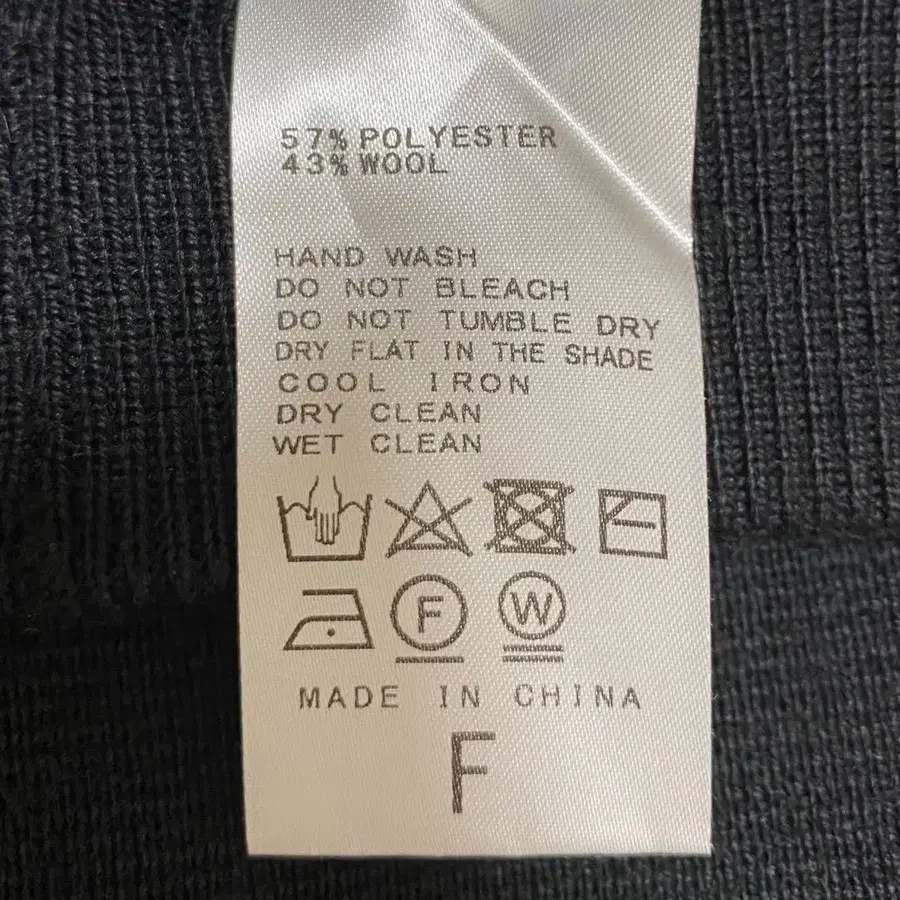 57% POLYESTER
43% WOOL
HAND WASH
DO NOT BLEACH
DO NOT TUMBLE DRY
DRY FLAT IN THE SHADE
COOL IRON
DRY CLEAN
WET CLEAN
F W
MADE IN CHINA
F